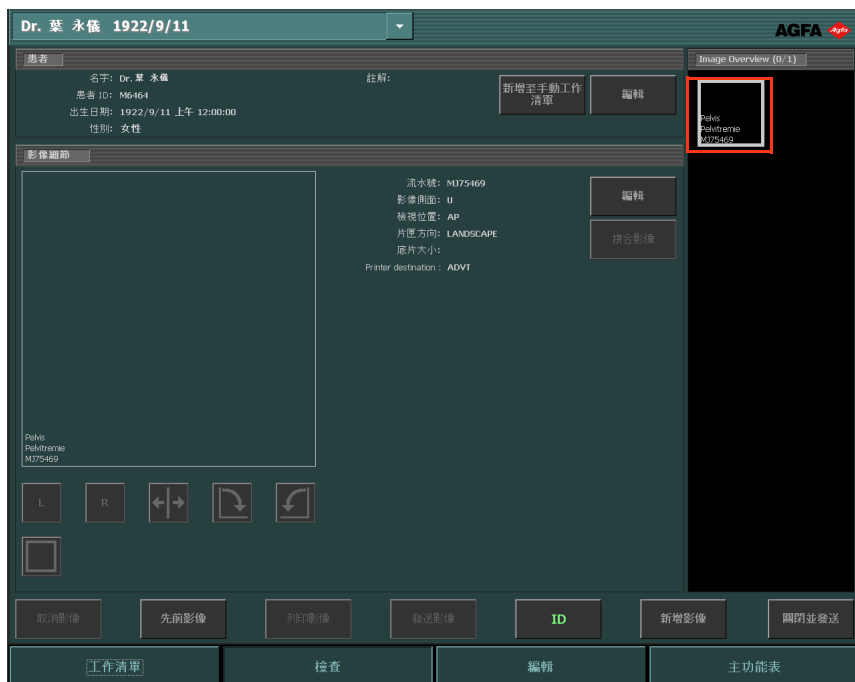 Dr. 葉 永儀 1922/9/11
AGFA Agfa
患者
Image Overview (0/1)
名字: Dr. 葉 永儀
註解:
患者 ID: M6464
出生日期: 1922/9/11 上午 12:00:00
性別: 女性
新增至手動工作
清單
編輯
Pelvis
Pelvitremie
MJ75469
影像細節
流水號: MJ75469
影像側面: U
檢視位置: AP
片匣方向: LANDSCAPE
底片大小:
Printer destination : ADVT
編輯
拼合影像
Pelvis
Pelvitremie
MJ75469
L
R
取消影像
先前影像
列印影像
發送影像
ID
新增影像
關閉並發送
工作清單
檢查
編輯
主功能表